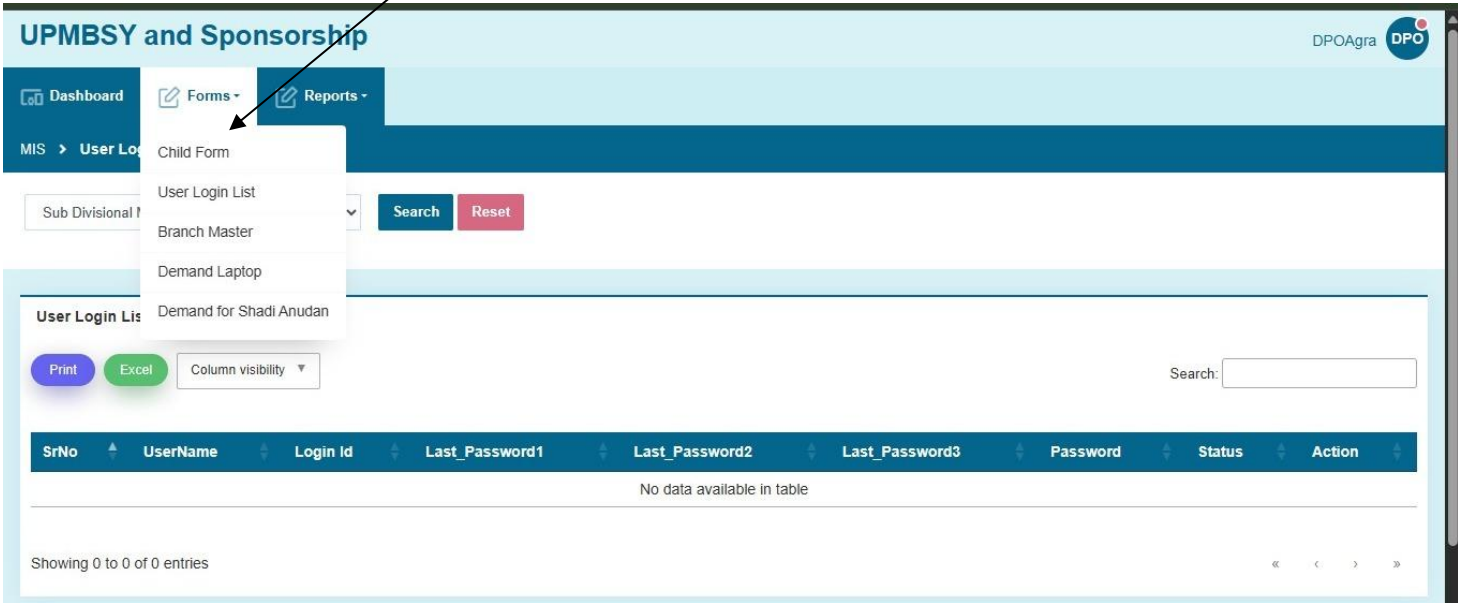 UPMBSY and Sponsorship
DPOAgra DPO
Dashboard Forms Reports
MIS > User Lo
Child Form
User Login List
Sub Divisional Search Reset
Branch Master
Demand Laptop
Demand for Shadi Anudan
User Login Lis
Print Excel Column visibility Search:
SrNo UserName Login Id Last_Password1 Last_Password2 Last_Password3 Password Status Action
No data available in table
Showing 0 to 0 of 0 entries « ‹ › »